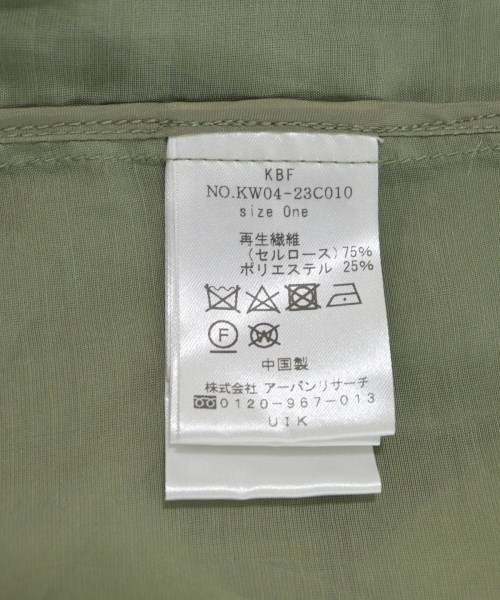 KBF
NO.KW04-23C010
size One
再生繊維
(セルロース) 75%
ポリエステル 25%
F
W
中国製
株式会社 アーバンリサーチ
0120-967-013
UIK